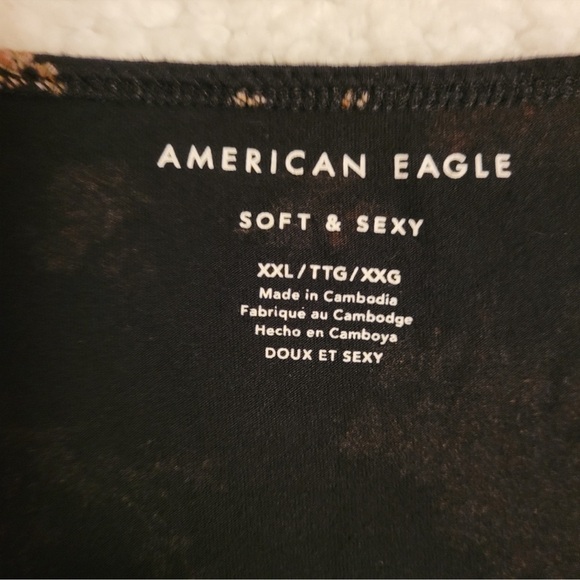 AMERICAN EAGLE
SOFT & SEXY
XXL/TTG/XXG
Made in Cambodia
Fabriqué au Cambodge
Hecho en Camboya
DOUX ET SEXY